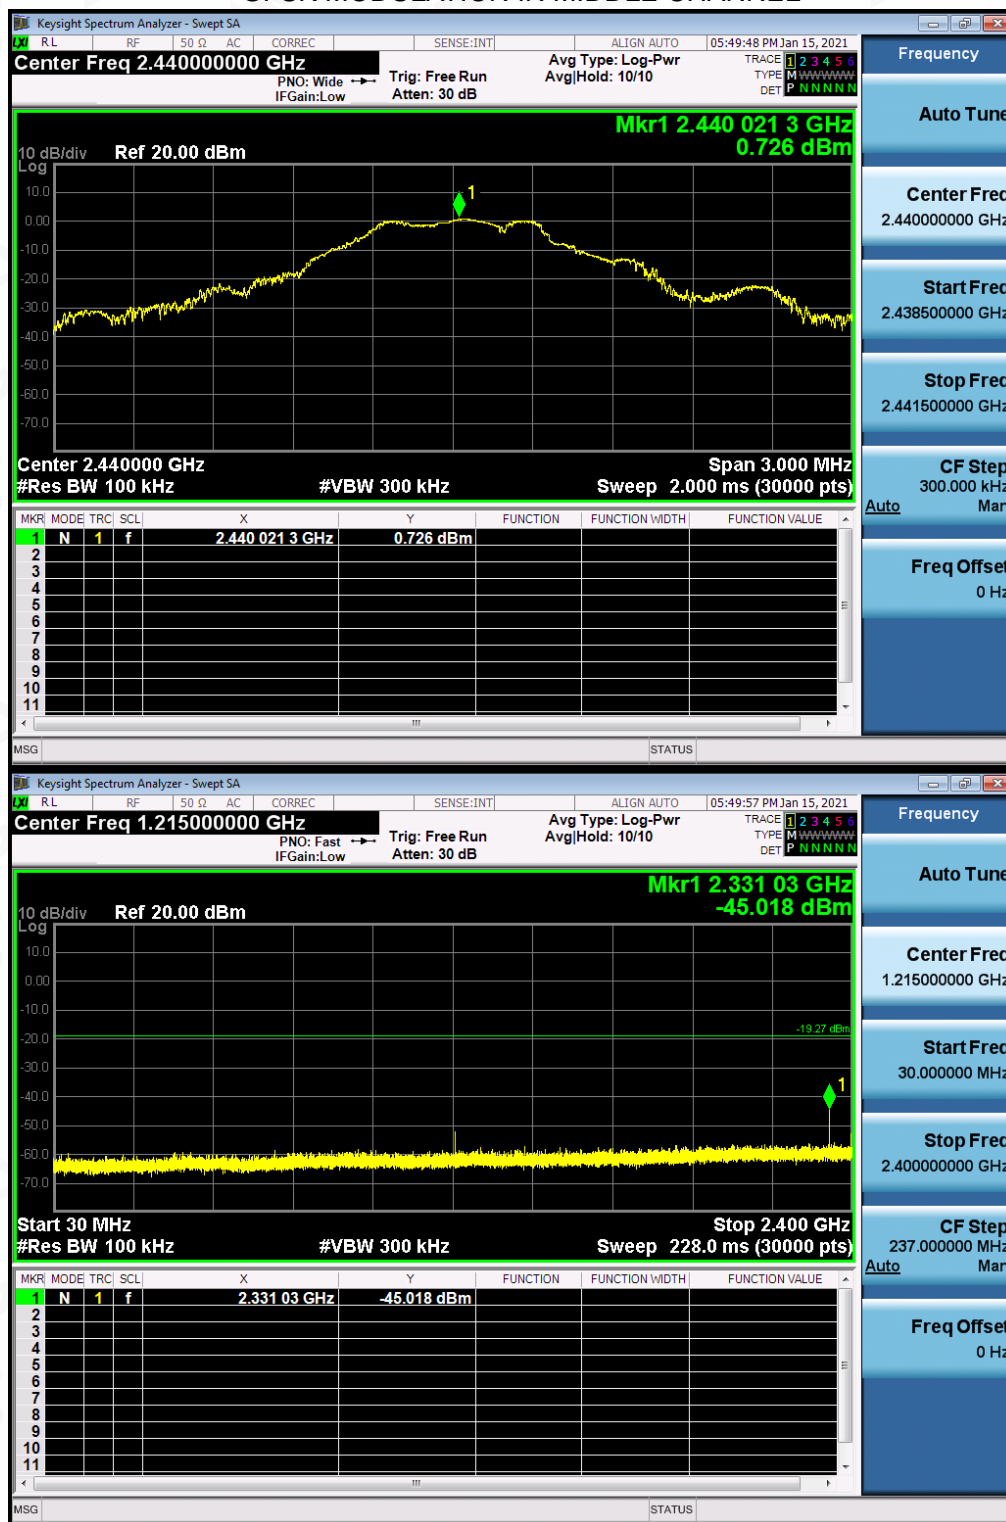 GFSK MODULATION IN MIDDLE CHANNEL
Keysight Spectrum Analyzer - Swept SA
LXI RL RF 50 Ω AC CORREC SENSE:INT ALIGN AUTO 05:49:48 PM Jan 15, 2021
Center Freq 2.440000000 GHz Avg Type: Log-Pwr TRACE 1 2 3 4 5 6
PNO: Wide Trig: Free Run Avg|Hold: 10/10 TYPE M WWWWW
IFGain:Low Atten: 30 dB DET P N N N N N
Mkr1 2.440 021 3 GHz
10 dB/div Ref 20.00 dBm 0.726 dBm
Log
10.0
1
0.00
-10.0
-20.0
-30.0
-40.0
-50.0
-60.0
-70.0
Center 2.440000 GHz Span 3.000 MHz
#Res BW 100 kHz #VBW 300 kHz Sweep 2.000 ms (30000 pts)
MKR MODE TRC SCL X Y FUNCTION FUNCTION WIDTH FUNCTION VALUE
1 N 1 f 2.440 021 3 GHz 0.726 dBm
2
3
4
5
6
7
8
9
10
11
MSG STATUS
Frequency
Auto Tune
Center Freq
2.440000000 GHz
Start Freq
2.438500000 GHz
Stop Freq
2.441500000 GHz
CF Step
300.000 kHz
Auto Man
Freq Offset
0 Hz
Keysight Spectrum Analyzer - Swept SA
LXI RL RF 50 Ω AC CORREC SENSE:INT ALIGN AUTO 05:49:57 PM Jan 15, 2021
Center Freq 1.215000000 GHz Avg Type: Log-Pwr TRACE 1 2 3 4 5 6
PNO: Fast Trig: Free Run Avg|Hold: 10/10 TYPE M WWWWW
IFGain:Low Atten: 30 dB DET P N N N N N
Mkr1 2.331 03 GHz
10 dB/div Ref 20.00 dBm -45.018 dBm
Log
10.0
0.00
-10.0
-19.27 dBm
-20.0
-30.0
1
-40.0
-50.0
-60.0
-70.0
Start 30 MHz Stop 2.400 GHz
#Res BW 100 kHz #VBW 300 kHz Sweep 228.0 ms (30000 pts)
MKR MODE TRC SCL X Y FUNCTION FUNCTION WIDTH FUNCTION VALUE
1 N 1 f 2.331 03 GHz -45.018 dBm
2
3
4
5
6
7
8
9
10
11
MSG STATUS
Frequency
Auto Tune
Center Freq
1.215000000 GHz
Start Freq
30.000000 MHz
Stop Freq
2.400000000 GHz
CF Step
237.000000 MHz
Auto Man
Freq Offset
0 Hz